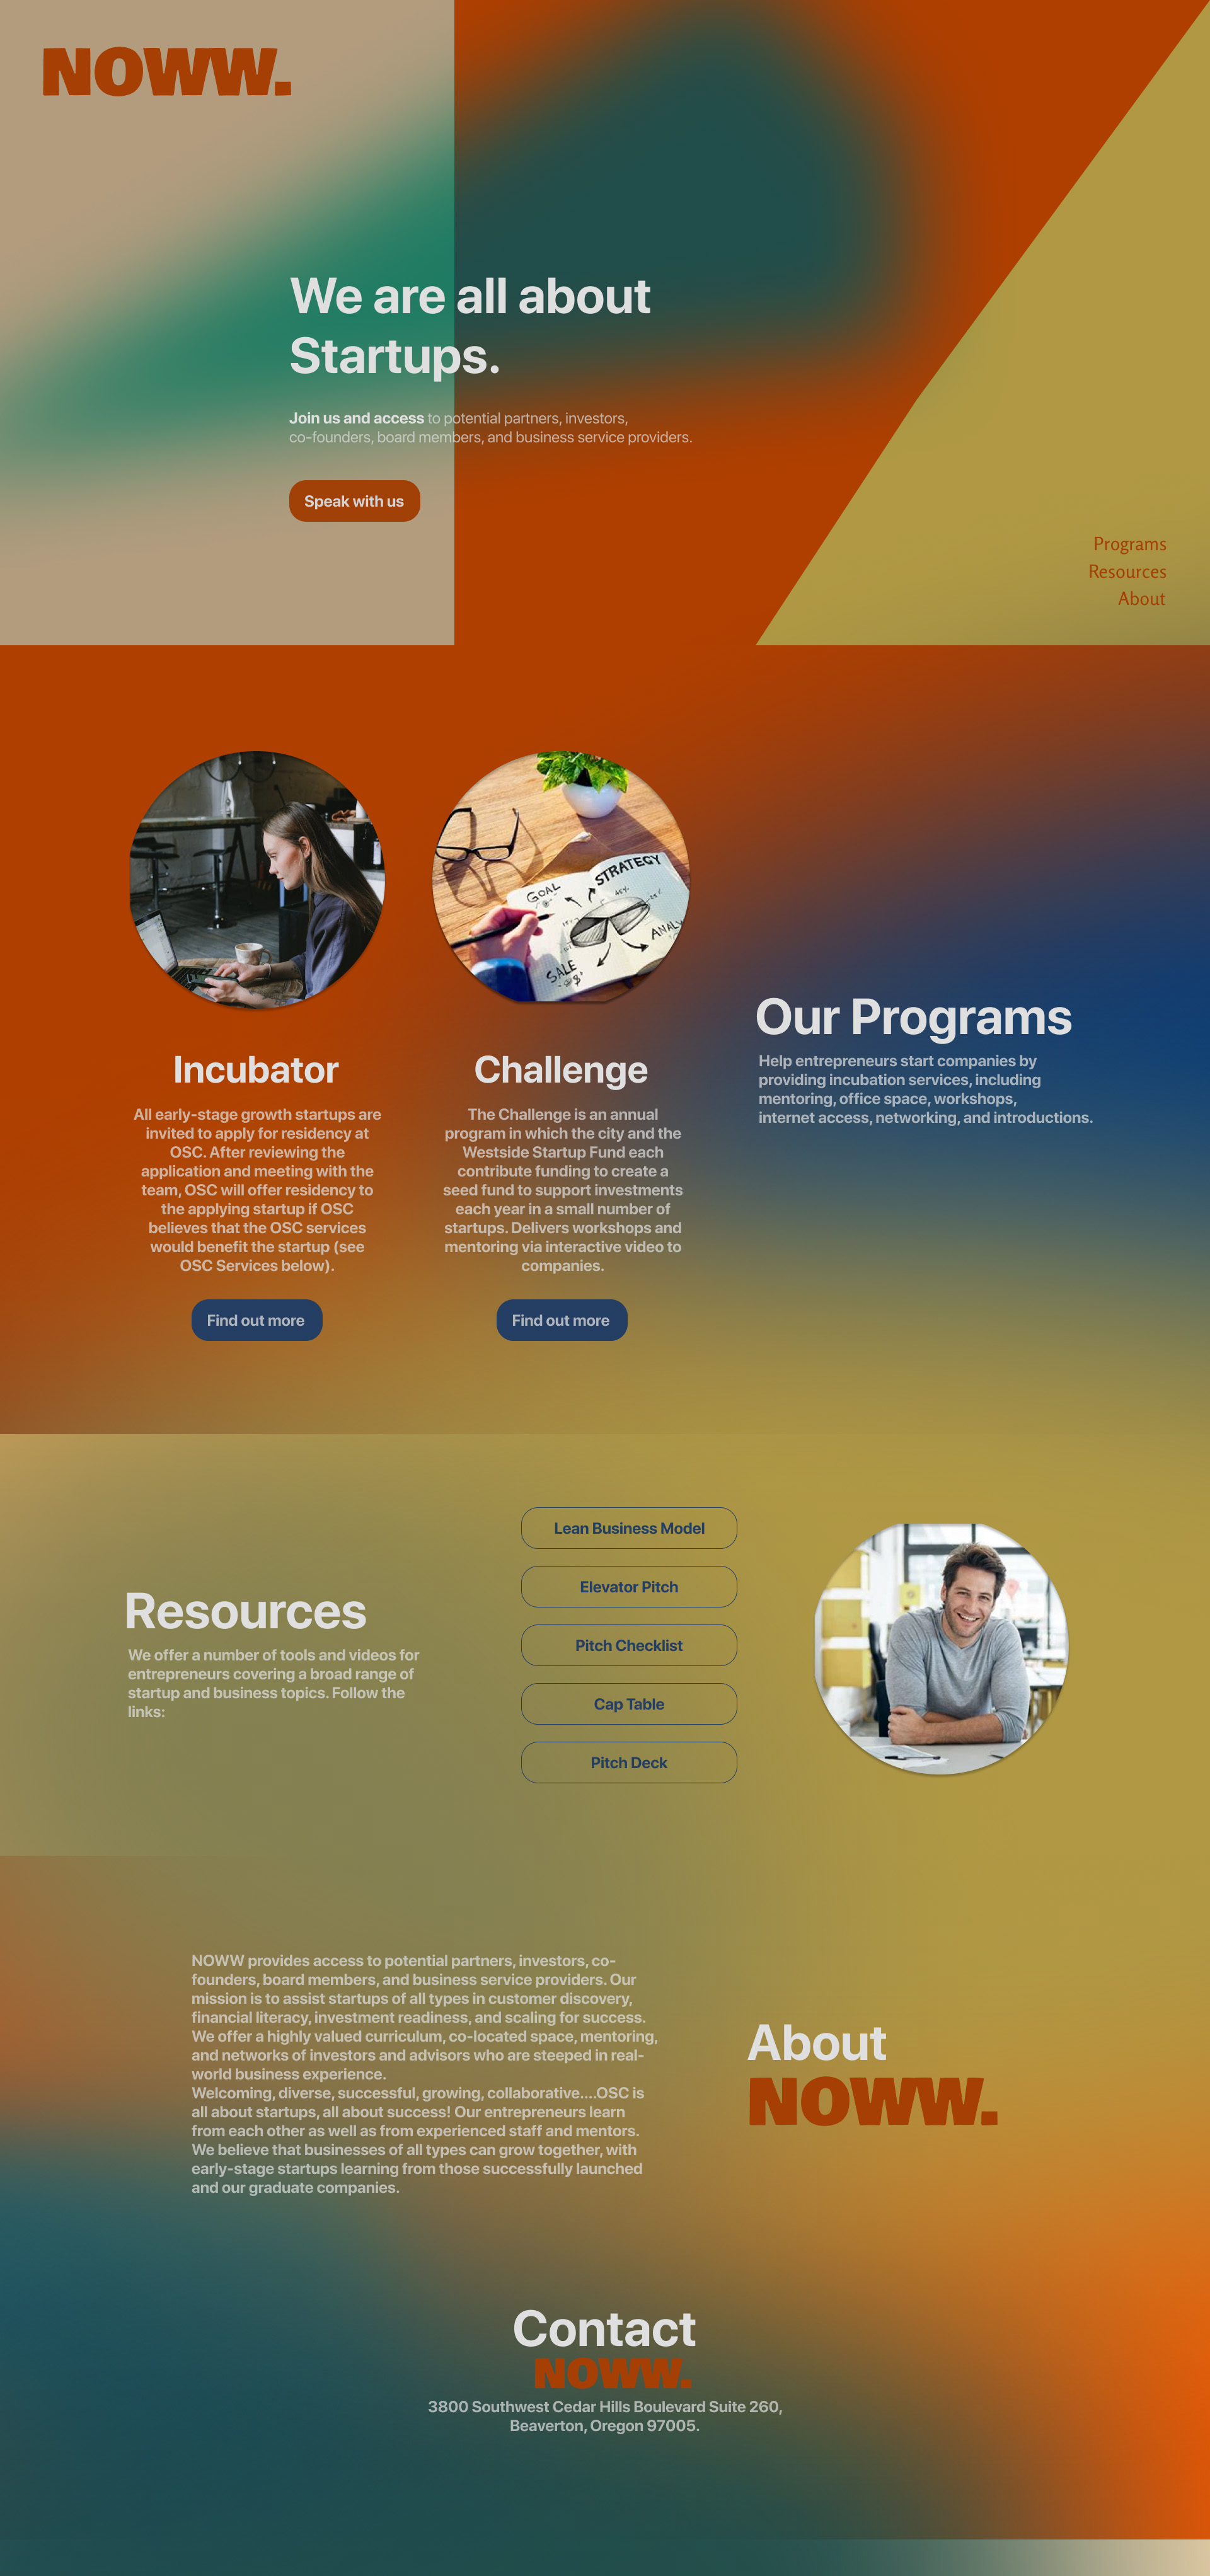 NOWW.
We are all about
Startups.
Join us and access to potential partners, investors,
co-founders, board members, and business service providers.
Speak with us
Programs
Resources
About
GOAL
STRATEGY
SALE
Incubator
All early-stage growth startups are
invited to apply for residency at
OSC. After reviewing the
application and meeting with the
team, OSC will offer residency to
the applying startup if OSC
believes that the OSC services
would benefit the startup (see
OSC Services below).
Find out more
Challenge
The Challenge is an annual
program in which the city and the
Westside Startup Fund each
contribute funding to create a
seed fund to support investments
each year in a small number of
startups. Delivers workshops and
mentoring via interactive video to
companies.
Find out more
Our Programs
Help entrepreneurs start companies by
providing incubation services, including
mentoring, office space, workshops,
internet access, networking, and introductions.
Resources
We offer a number of tools and videos for
entrepreneurs covering a broad range of
startup and business topics. Follow the
links:
Lean Business Model
Elevator Pitch
Pitch Checklist
Cap Table
Pitch Deck
NOWW provides access to potential partners, investors, co-
founders, board members, and business service providers. Our
mission is to assist startups of all types in customer discovery,
financial literacy, investment readiness, and scaling for success.
We offer a highly valued curriculum, co-located space, mentoring,
and networks of investors and advisors who are steeped in real-
world business experience.
Welcoming, diverse, successful, growing, collaborative....OSC is
all about startups, all about success! Our entrepreneurs learn
from each other as well as from experienced staff and mentors.
We believe that businesses of all types can grow together, with
early-stage startups learning from those successfully launched
and our graduate companies.
About
NOWW.
Contact
NOWW.
3800 Southwest Cedar Hills Boulevard Suite 260,
Beaverton, Oregon 97005.